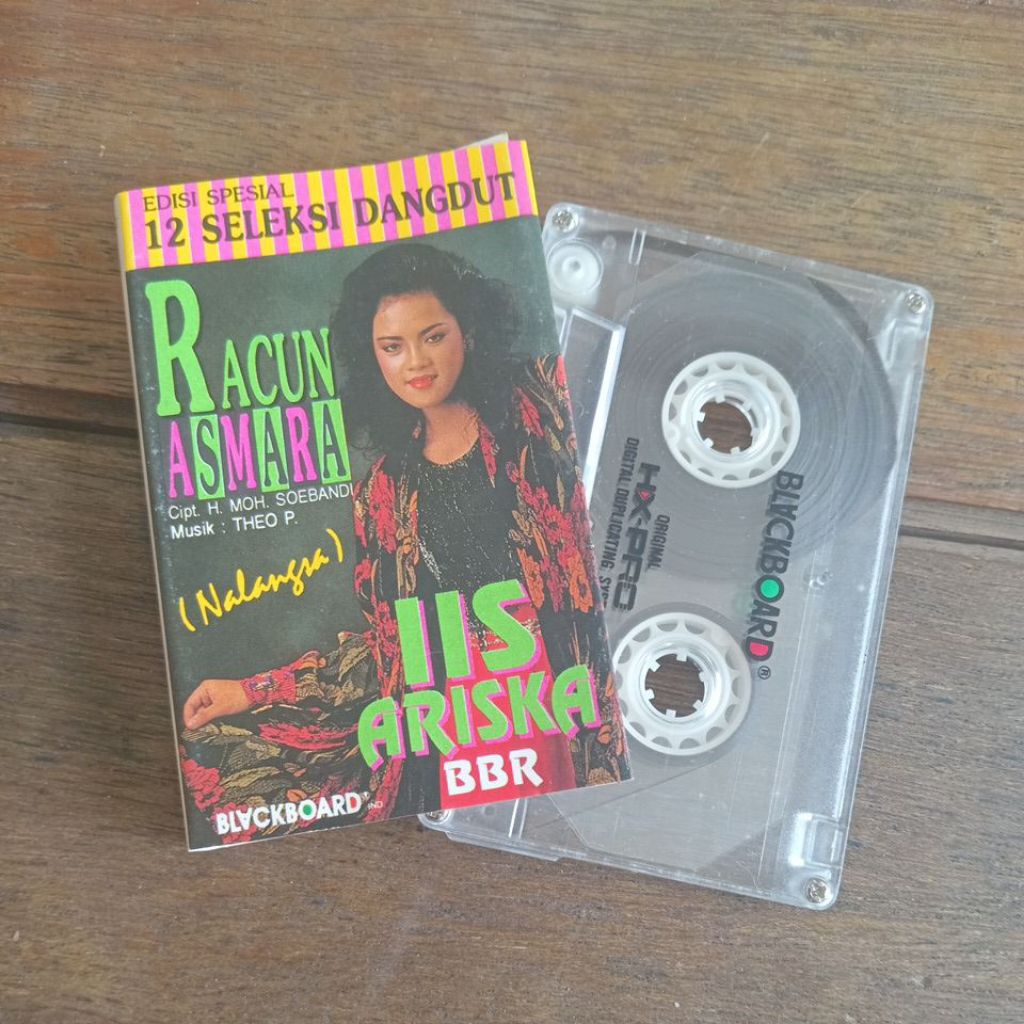 EDISI SPESIAL
12 SELEKSI DANGDUT
RACUN
ASMARA
Cipt. H. MOH. SOEBANDI
Musik : THEO P.
(Nalangsa)
IIS
ARISKA
BBR
BLACKBOARD IND
BLACKBOARD®
ORIGINAL
HX-PRO
DIGITAL DUPLICATING